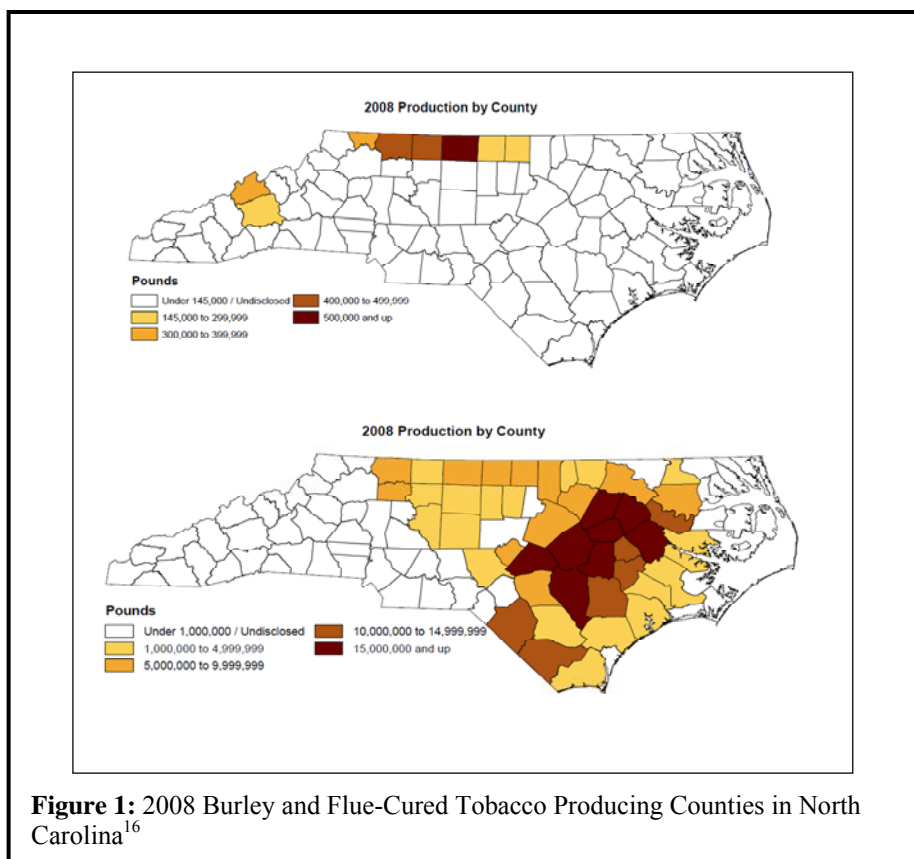 2008 Production by County
Pounds
Under 145,000 / Undisclosed
400,000 to 499,999
145,000 to 299,999
500,000 and up
300,000 to 399,999
2008 Production by County
Pounds
Under 1,000,000 / Undisclosed
10,000,000 to 14,999,999
1,000,000 to 4,999,999
15,000,000 and up
5,000,000 to 9,999,999
Figure 1: 2008 Burley and Flue-Cured Tobacco Producing Counties in North
Carolina16